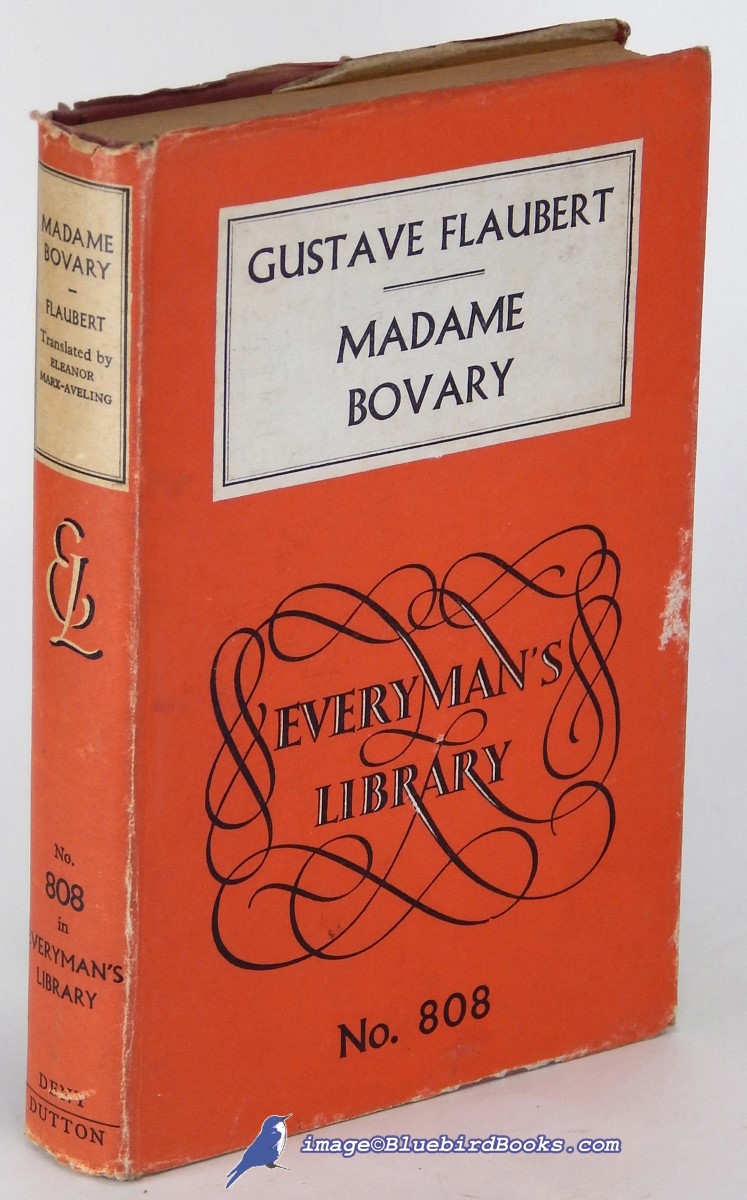 GUSTAVE FLAUBERT
MADAME
BOVARY
EVERYMAN'S
LIBRARY
No. 808
MADAME
BOVARY
FLAUBERT
Translated by
ELEANOR
MARX-AVELING
EL
No.
808
in
EVERYMAN'S
LIBRARY
DENT
DUTTON
image©BluebirdBooks.com